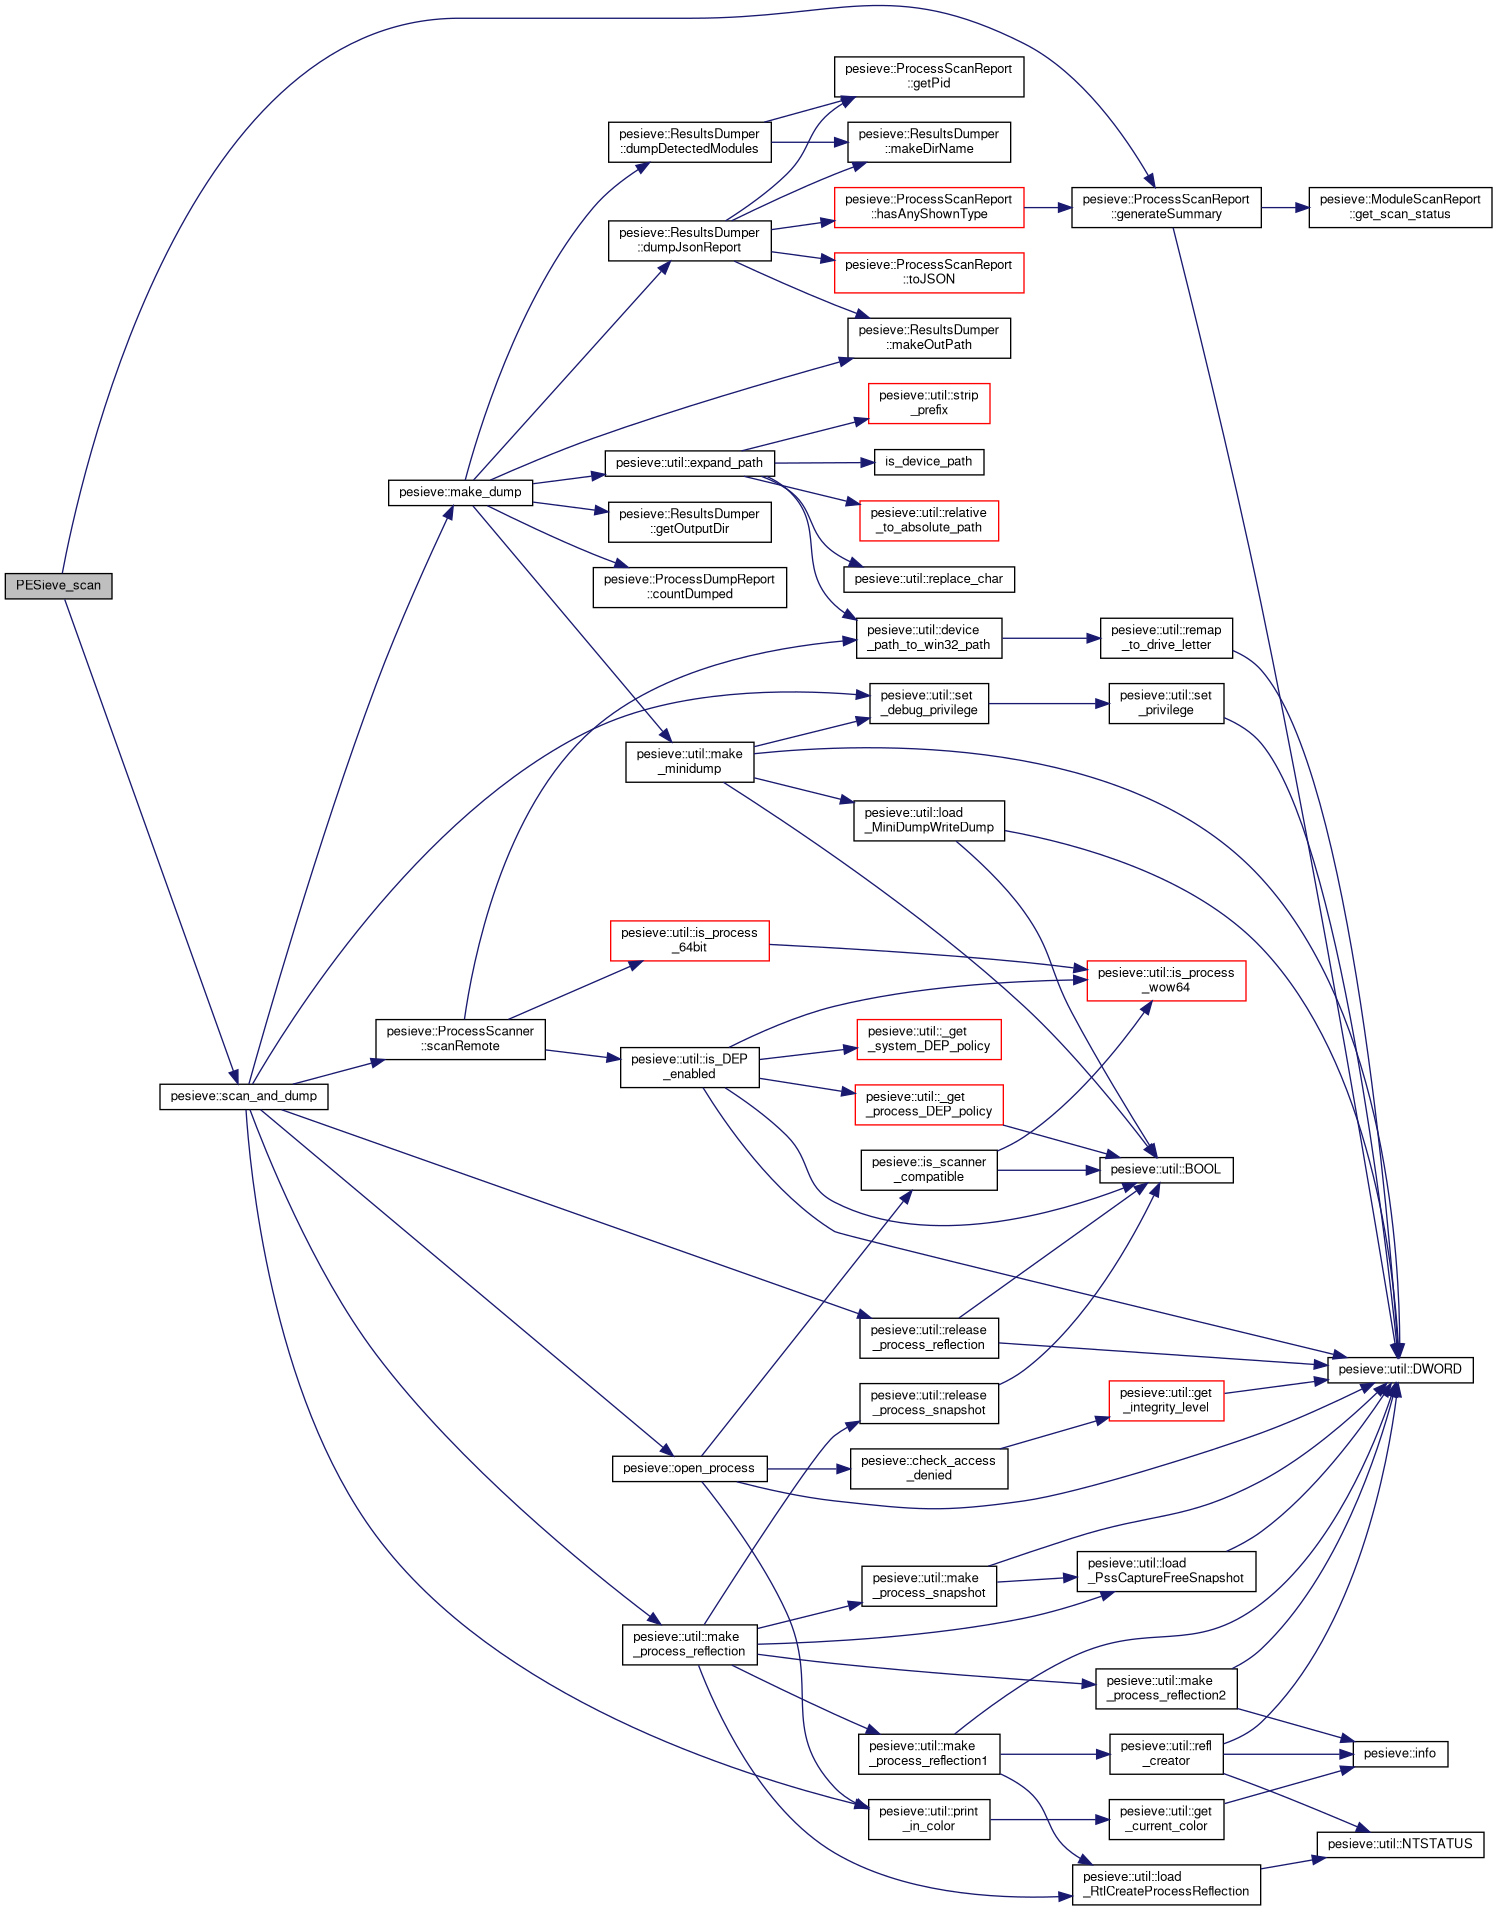 pesieve::ProcessScanReport
::getPid
pesieve::ResultsDumper
::dumpDetectedModules
pesieve::ResultsDumper
::makeDirName
pesieve::ProcessScanReport
::hasAnyShownType
pesieve::ProcessScanReport
::generateSummary
pesieve::ModuleScanReport
::get_scan_status
pesieve::ResultsDumper
::dumpJsonReport
pesieve::ProcessScanReport
::toJSON
pesieve::ResultsDumper
::makeOutPath
pesieve::util::strip
_prefix
pesieve::util::expand_path
is_device_path
pesieve::make_dump
pesieve::ResultsDumper
::getOutputDir
pesieve::util::relative
_to_absolute_path
PESieve_scan
pesieve::ProcessDumpReport
::countDumped
pesieve::util::replace_char
pesieve::util::device
_path_to_win32_path
pesieve::util::remap
_to_drive_letter
pesieve::util::set
_debug_privilege
pesieve::util::set
_privilege
pesieve::util::make
_minidump
pesieve::util::load
_MiniDumpWriteDump
pesieve::util::is_process
_64bit
pesieve::util::is_process
_wow64
pesieve::ProcessScanner
::scanRemote
pesieve::util::_get
_system_DEP_policy
pesieve::util::is_DEP
_enabled
pesieve::scan_and_dump
pesieve::util::_get
_process_DEP_policy
pesieve::is_scanner
_compatible
pesieve::util::BOOL
pesieve::util::release
_process_reflection
pesieve::util::DWORD
pesieve::util::release
_process_snapshot
pesieve::util::get
_integrity_level
pesieve::open_process
pesieve::check_access
_denied
pesieve::util::make
_process_snapshot
pesieve::util::load
_PssCaptureFreeSnapshot
pesieve::util::make
_process_reflection
pesieve::util::make
_process_reflection2
pesieve::util::make
_process_reflection1
pesieve::util::refl
_creator
pesieve::info
pesieve::util::print
_in_color
pesieve::util::get
_current_color
pesieve::util::NTSTATUS
pesieve::util::load
_RtlCreateProcessReflection